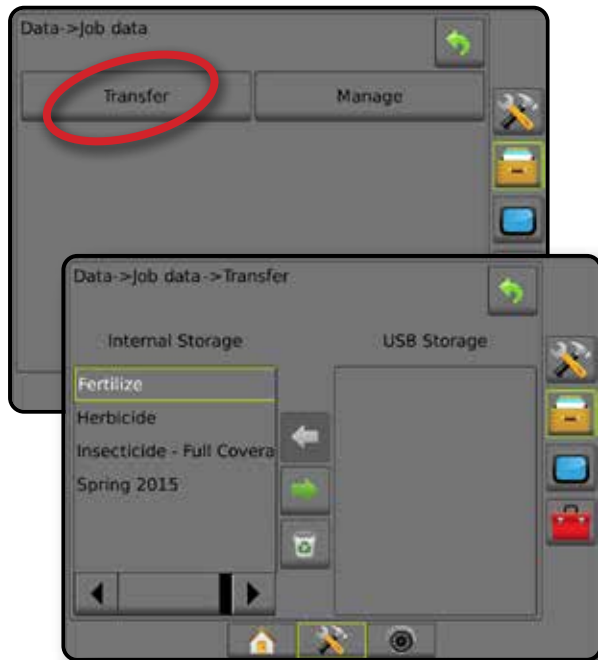 Data->Job data
Transfer
Manage
Data->Job data->Transfer
Internal Storage
USB Storage
Fertilize
Herbicide
Insecticide - Full Covera
Spring 2015